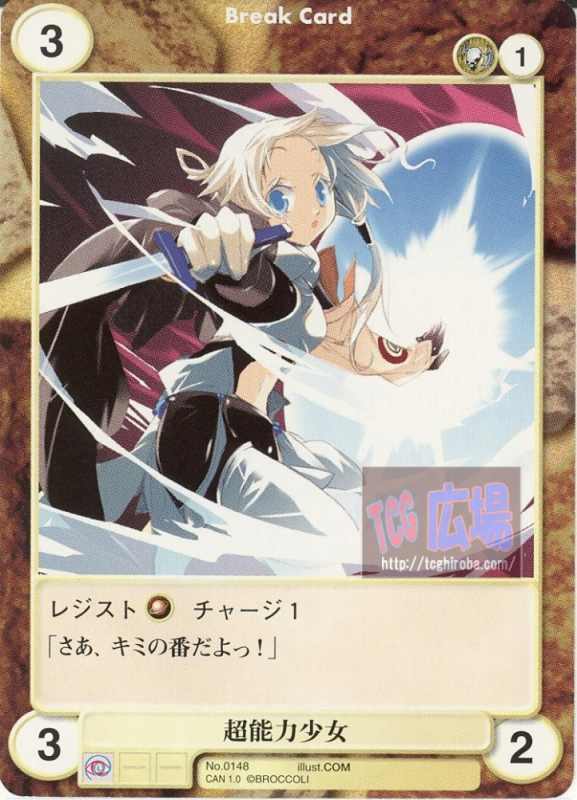 Break Card
3
1
TCG 広場
http://tcghiroba.com/
レジスト チャージ1
「さあ、キミの番だよっ!」
超能力少女
3
2
No.0148 illust.COM
CAN 1.0 ©BROCCOLI